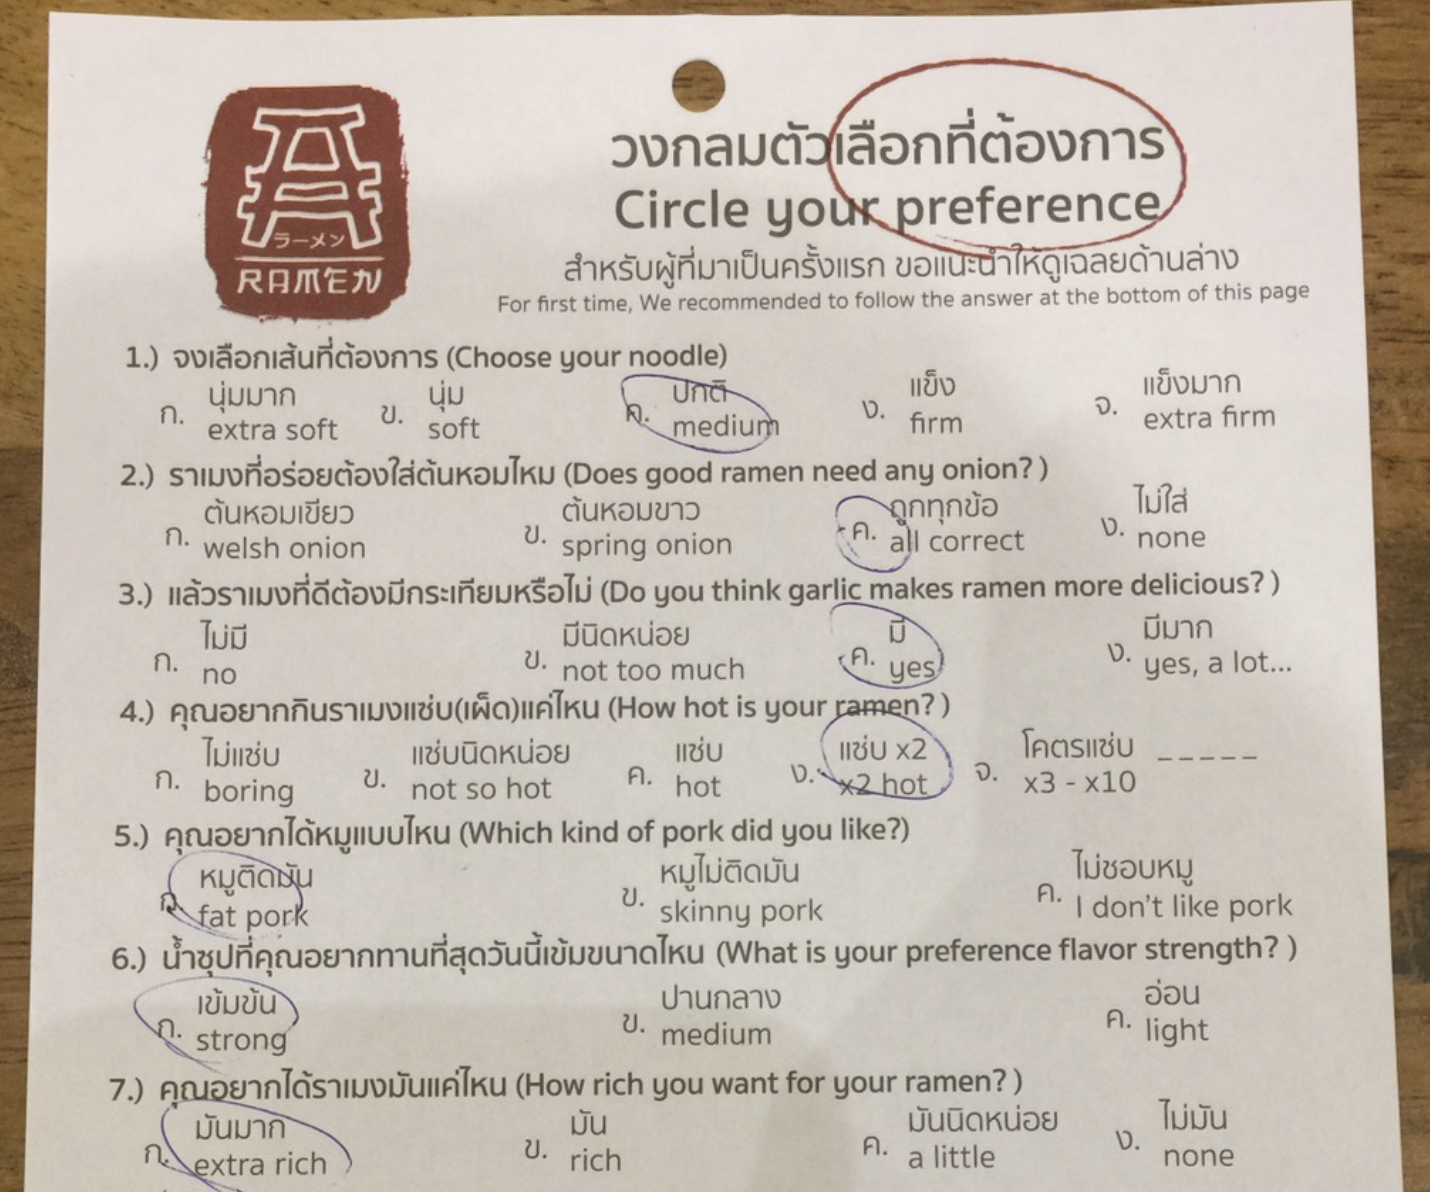 ラーメン
RAMEN
วงกลมตัวเลือกที่ต้องการ
Circle your preference
สำหรับผู้ที่มาเป็นครั้งแรก ขอแนะนำให้ดูเฉลยด้านล่าง
For first time, We recommended to follow the answer at the bottom of this page
1.) จงเลือกเส้นที่ต้องการ (Choose your noodle)
ก. นุ่มมาก extra soft ข. นุ่ม soft ค. ปกติ medium ง. แข็ง firm จ. แข็งมาก extra firm
2.) ราเมงที่อร่อยต้องใส่ต้นหอมไหม (Does good ramen need any onion? )
ก. ต้นหอมเขียว welsh onion ข. ต้นหอมขาว spring onion ค. ถูกทุกข้อ all correct ง. ไม่ใส่ none
3.) แล้วราเมงที่ดีต้องมีกระเทียมหรือไม่ (Do you think garlic makes ramen more delicious? )
ก. ไม่มี no ข. มีนิดหน่อย not too much ค. มี yes ง. มีมาก yes, a lot...
4.) คุณอยากกินราเมงแซ่บ(เผ็ด)แค่ไหน (How hot is your ramen? )
ก. ไม่แซ่บ boring ข. แซ่บนิดหน่อย not so hot ค. แซ่บ hot ง. แซ่บ x2 x2 hot จ. โคตรแซ่บ x3 - x10 _ _ _ _ _
5.) คุณอยากได้หมูแบบไหน (Which kind of pork did you like?)
ก. หมูติดมัน fat pork ข. หมูไม่ติดมัน skinny pork ค. ไม่ชอบหมู I don't like pork
6.) น้ำซุปที่คุณอยากทานที่สุดวันนี้เข้มขนาดไหน (What is your preference flavor strength? )
ก. เข้มข้น strong ข. ปานกลาง medium ค. อ่อน light
7.) คุณอยากได้ราเมงมันแค่ไหน (How rich you want for your ramen? )
ก. มันมาก extra rich ข. มัน rich ค. มันนิดหน่อย a little ง. ไม่มัน none